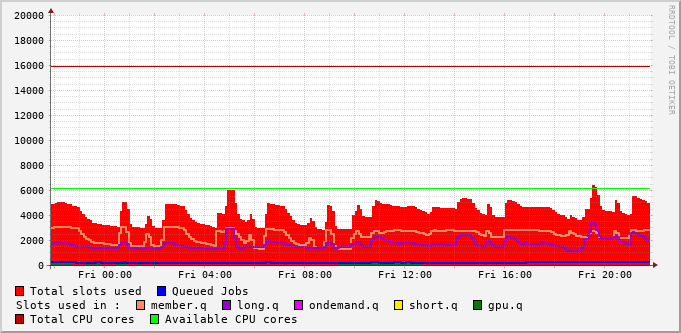 20000
18000
16000
14000
12000
10000
8000
6000
4000
2000
0
Fri 00:00 Fri 04:00 Fri 08:00 Fri 12:00 Fri 16:00 Fri 20:00
RRDTOOL / TOBI OETIKER
Total slots used Queued Jobs
Slots used in : member.q long.q ondemand.q short.q gpu.q
Total CPU cores Available CPU cores